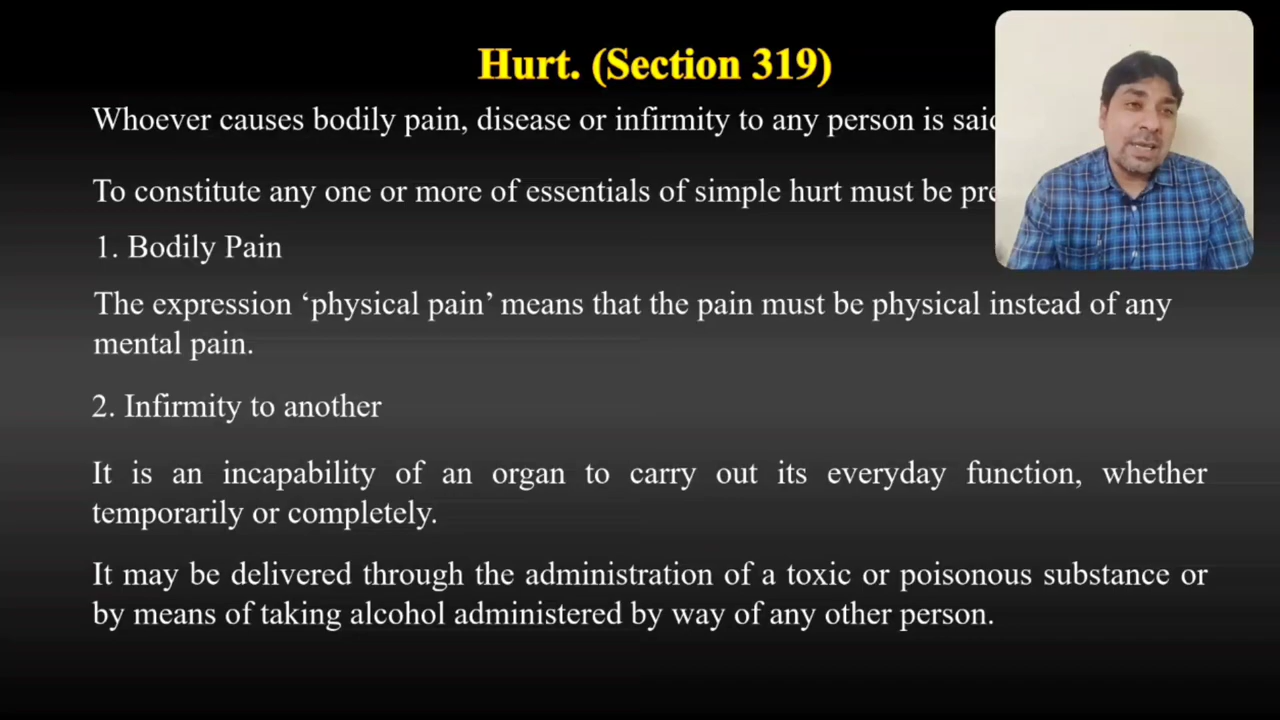 Hurt. (Section 319)
Whoever causes bodily pain, disease or infirmity to any person is
To constitute any one or more of essentials of simple hurt must be
1. Bodily Pain
The expression ‘physical pain’ means that the pain must be physical instead of any
mental pain.
2. Infirmity to another
It is an incapability of an organ to carry out its everyday function, whether
temporarily or completely.
It may be delivered through the administration of a toxic or poisonous substance or
by means of taking alcohol administered by way of any other person.